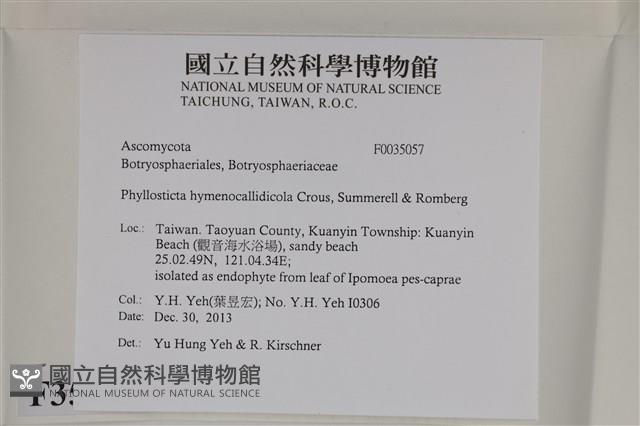 國立自然科學博物館
NATIONAL MUSEUM OF NATURAL SCIENCE
TAICHUNG, TAIWAN, R.O.C.
Ascomycota F0035057
Botryosphaeriales, Botryosphaeriaceae
Phyllosticta hymenocallidicola Crous, Summerell & Romberg
Loc.: Taiwan. Taoyuan County, Kuanyin Township: Kuanyin
Beach (觀音海水浴場), sandy beach
25.02.49N, 121.04.34E;
isolated as endophyte from leaf of Ipomoea pes-caprae
Col.: Y.H. Yeh(葉昱宏); No. Y.H. Yeh I0306
Date: Dec. 30, 2013
Det.: Yu Hung Yeh & R. Kirschner
國立自然科學博物館
NATIONAL MUSEUM OF NATURAL SCIENCE